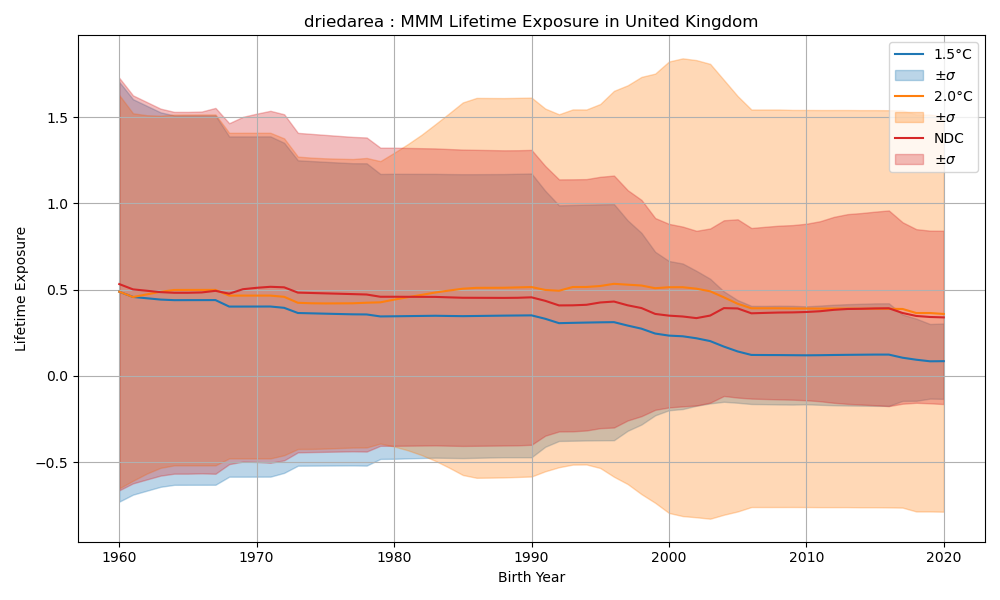 driedarea : MMM Lifetime Exposure in United Kingdom
Lifetime Exposure
1.5
1.0
0.5
0.0
−0.5
1960
1970
1980
1990
2000
2010
2020
Birth Year
1.5°C
±σ
2.0°C
±σ
NDC
±σ